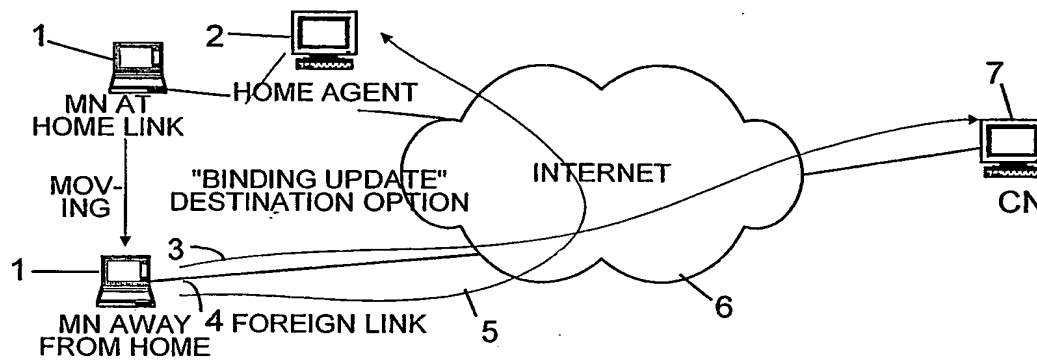 1
2
7
MN AT
HOME LINK
HOME AGENT
INTERNET
CN
MOV-
ING
"BINDING UPDATE"
DESTINATION OPTION
3
1
4
FOREIGN LINK
5
6
MN AWAY
FROM HOME